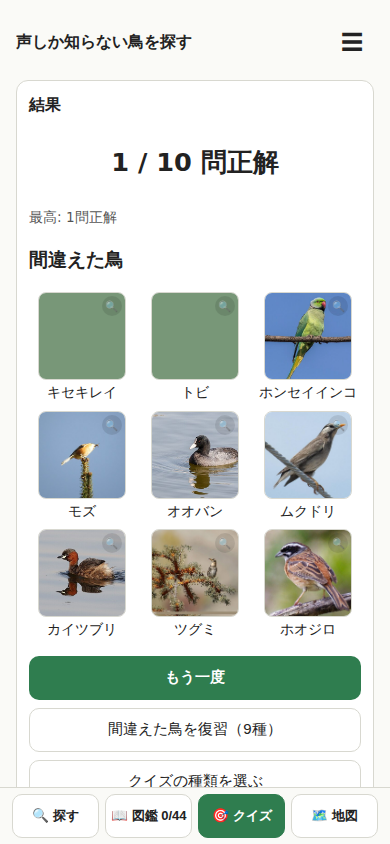 声しか知らない鳥を探す
結果
1 / 10 問正解
最高: 1問正解
間違えた鳥
キセキレイ
トビ
ホンセイインコ
モズ
オオバン
ムクドリ
カイツブリ
ツグミ
ホオジロ
もう一度
間違えた鳥を復習（9種）
クイズの種類を選ぶ
探す
図鑑 0/44
クイズ
地図